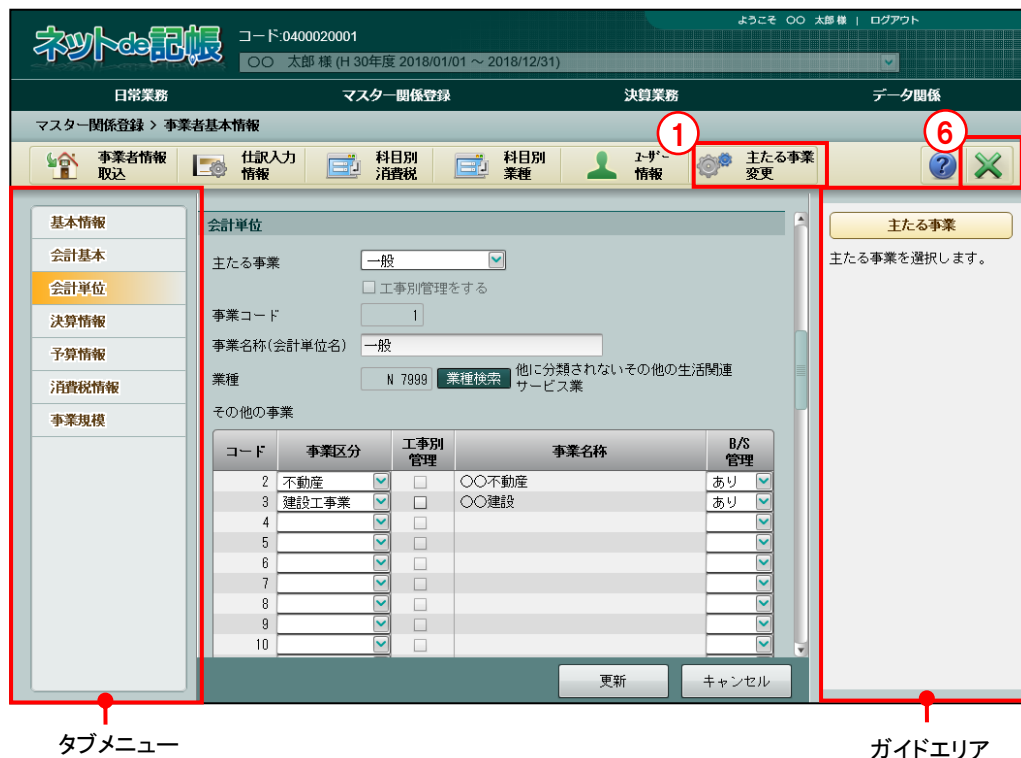 ようこそ 〇〇 太郎 様 | ログアウト
ネットde記帳
コード:0400020001
〇〇 太郎 様 (H 30年度 2018/01/01 ～ 2018/12/31)
日常業務 マスター関係登録 決算業務 データ関係
マスター関係登録 > 事業者基本情報
① ⑥
事業者情報 仕訳入力 科目別 科目別 ユーザー 主たる事業
取込 情報 消費税 業種 情報 変更 ?
基本情報
会計基本
会計単位
決算情報
予算情報
消費税情報
事業規模
会計単位
主たる事業 一般
工事別管理をする
事業コード 1
事業名称(会計単位名) 一般
業種 N 7999 業種検索 他に分類されないその他の生活関連
サービス業
その他の事業
コード 事業区分 工事別 事業名称 B/S
管理 管理
2 不動産 〇〇不動産 あり
3 建設工事業 〇〇建設 あり
4
5
6
7
8
9
10
更新 キャンセル
主たる事業
主たる事業を選択します。
タブメニュー
ガイドエリア